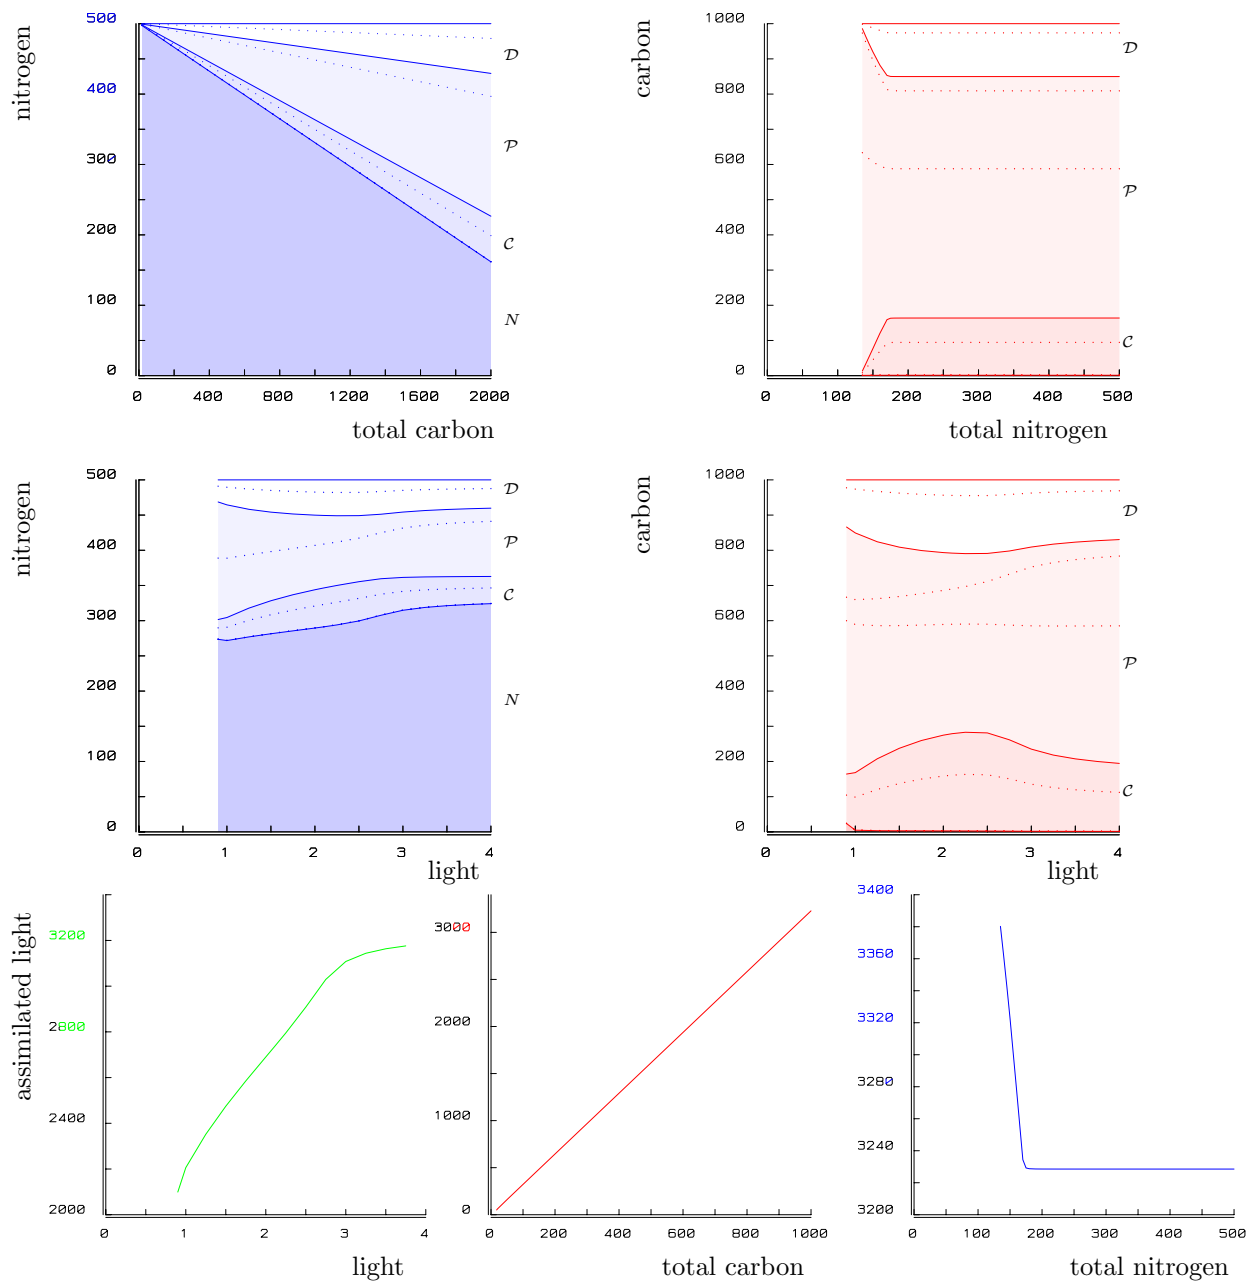 nitrogen
500
400
300
200
100
0
0 400 800 1200 1600 2000
total carbon
D
P
C
N
carbon
1000
800
600
400
200
0
0 100 200 300 400 500
total nitrogen
D
P
C
nitrogen
500
400
300
200
100
0
0 1 2 3 4
light
D
P
C
N
carbon
1000
800
600
400
200
0
0 1 2 3 4
light
D
P
C
assimilated light
3200
2800
2400
2000
0 1 2 3 4
light
3000
2000
1000
0
0 200 400 600 800 1000
total carbon
3400
3360
3320
3280
3240
3200
0 100 200 300 400 500
total nitrogen